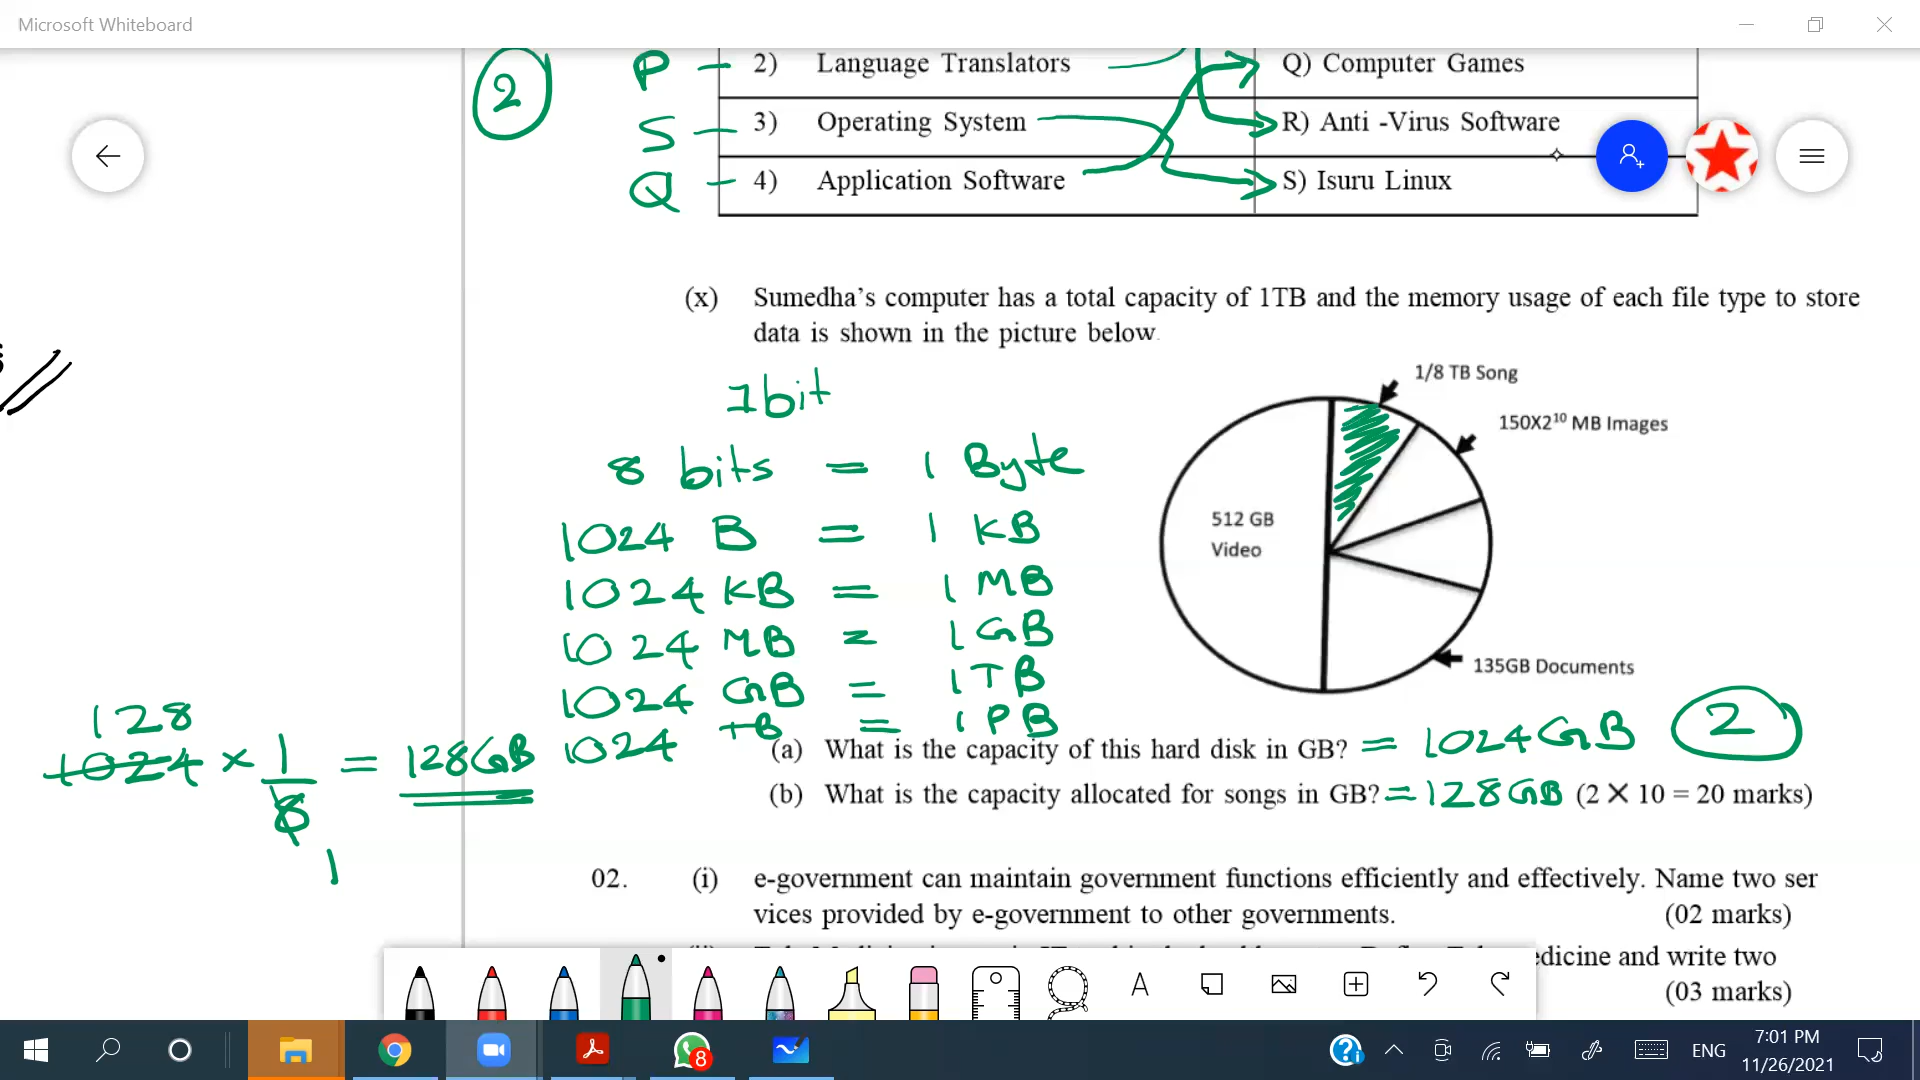 Microsoft Whiteboard
2
P – 2) Language Translators Q) Computer Games
S – 3) Operating System R) Anti -Virus Software
Q – 4) Application Software S) Isuru Linux
(x) Sumedha's computer has a total capacity of 1TB and the memory usage of each file type to store
data is shown in the picture below.
1/8 TB Song
150X2¹⁰ MB Images
512 GB
Video
135GB Documents
1bit
8 bits = 1 Byte
1024 B = 1 KB
1024 KB = 1 MB
1024 MB = 1 GB
1024 GB = 1 TB
1024 TB = 1 PB
128
1024 × 1/8 = 128GB
1
(a) What is the capacity of this hard disk in GB? = 1024 GB 2
(b) What is the capacity allocated for songs in GB? = 128 GB (2 X 10 = 20 marks)
02. (i) e-government can maintain government functions efficiently and effectively. Name two ser
vices provided by e-government to other governments. (02 marks)
edicine and write two
(03 marks)
A
8
ENG
7:01 PM
11/26/2021